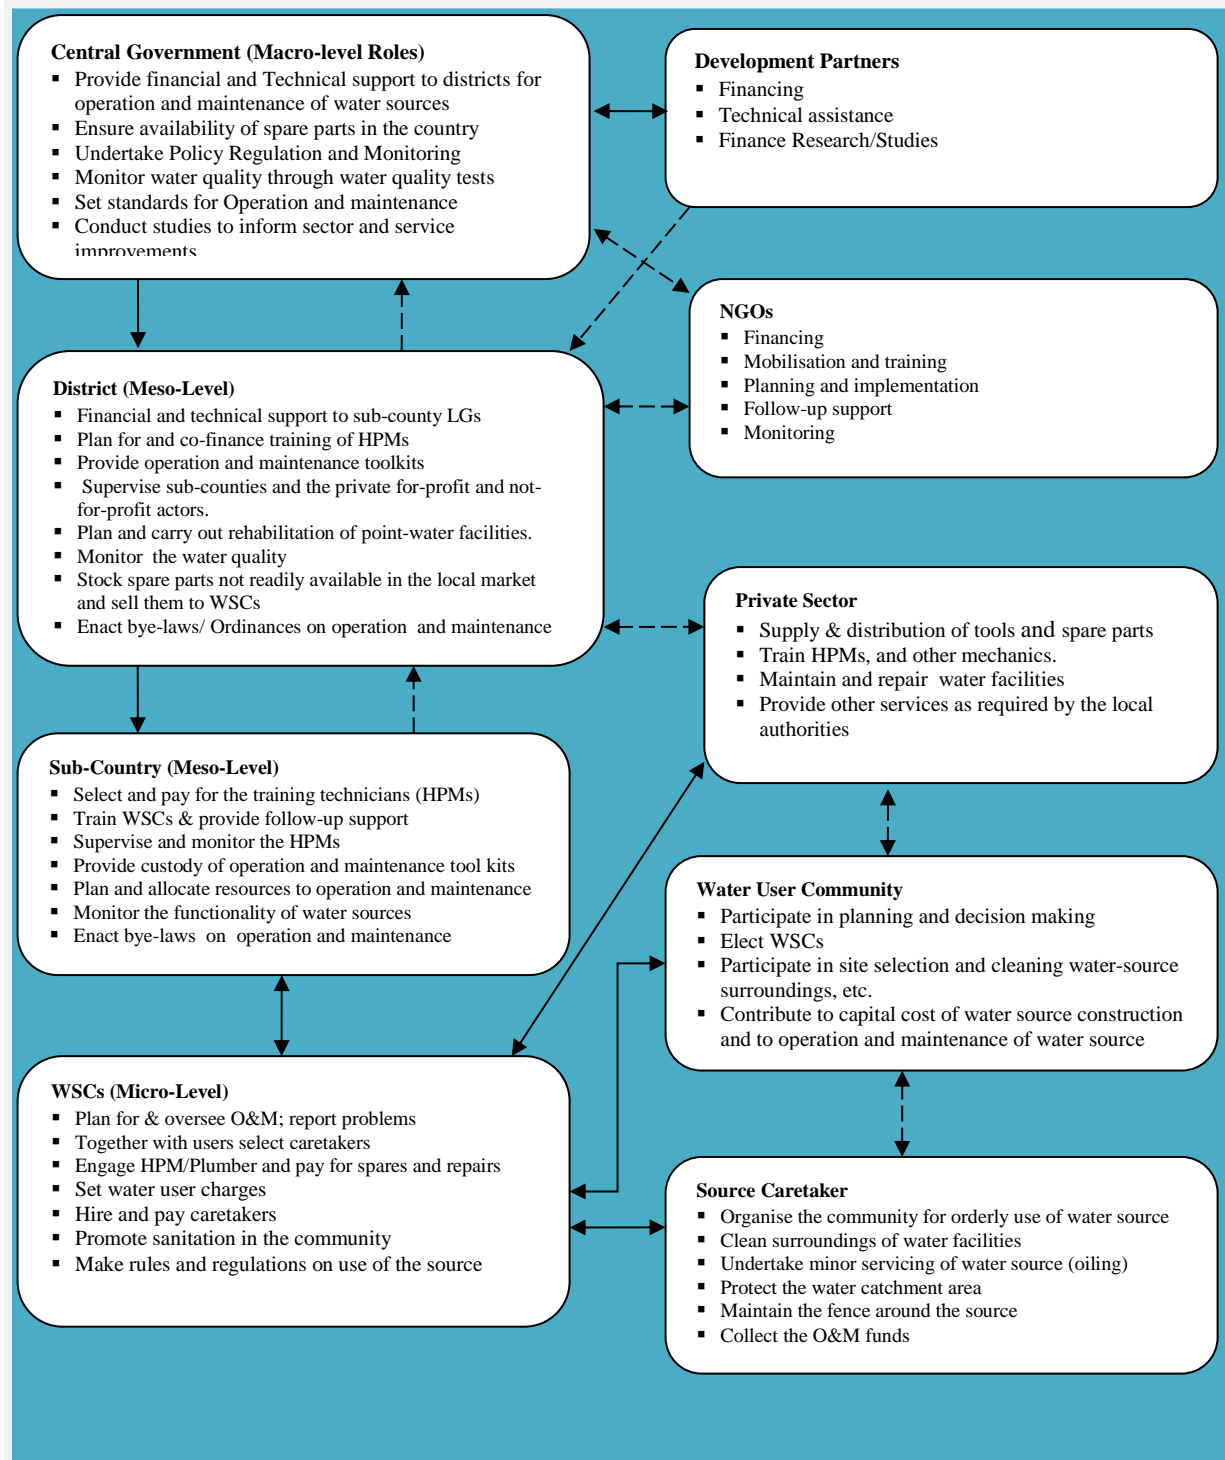 Central Government (Macro-level Roles)
▪ Provide financial and Technical support to districts for
operation and maintenance of water sources
▪ Ensure availability of spare parts in the country
▪ Undertake Policy Regulation and Monitoring
▪ Monitor water quality through water quality tests
▪ Set standards for Operation and maintenance
▪ Conduct studies to inform sector and service
improvements
Development Partners
▪ Financing
▪ Technical assistance
▪ Finance Research/Studies
NGOs
▪ Financing
▪ Mobilisation and training
▪ Planning and implementation
▪ Follow-up support
▪ Monitoring
District (Meso-Level)
▪ Financial and technical support to sub-county LGs
▪ Plan for and co-finance training of HPMs
▪ Provide operation and maintenance toolkits
▪ Supervise sub-counties and the private for-profit and not-
for-profit actors.
▪ Plan and carry out rehabilitation of point-water facilities.
▪ Monitor the water quality
▪ Stock spare parts not readily available in the local market
and sell them to WSCs
▪ Enact bye-laws/ Ordinances on operation and maintenance
Private Sector
▪ Supply & distribution of tools and spare parts
▪ Train HPMs, and other mechanics.
▪ Maintain and repair water facilities
▪ Provide other services as required by the local
authorities
Sub-Country (Meso-Level)
▪ Select and pay for the training technicians (HPMs)
▪ Train WSCs & provide follow-up support
▪ Supervise and monitor the HPMs
▪ Provide custody of operation and maintenance tool kits
▪ Plan and allocate resources to operation and maintenance
▪ Monitor the functionality of water sources
▪ Enact bye-laws on operation and maintenance
Water User Community
▪ Participate in planning and decision making
▪ Elect WSCs
▪ Participate in site selection and cleaning water-source
surroundings, etc.
▪ Contribute to capital cost of water source construction
and to operation and maintenance of water source
WSCs (Micro-Level)
▪ Plan for & oversee O&M; report problems
▪ Together with users select caretakers
▪ Engage HPM/Plumber and pay for spares and repairs
▪ Set water user charges
▪ Hire and pay caretakers
▪ Promote sanitation in the community
▪ Make rules and regulations on use of the source
Source Caretaker
▪ Organise the community for orderly use of water source
▪ Clean surroundings of water facilities
▪ Undertake minor servicing of water source (oiling)
▪ Protect the water catchment area
▪ Maintain the fence around the source
▪ Collect the O&M funds